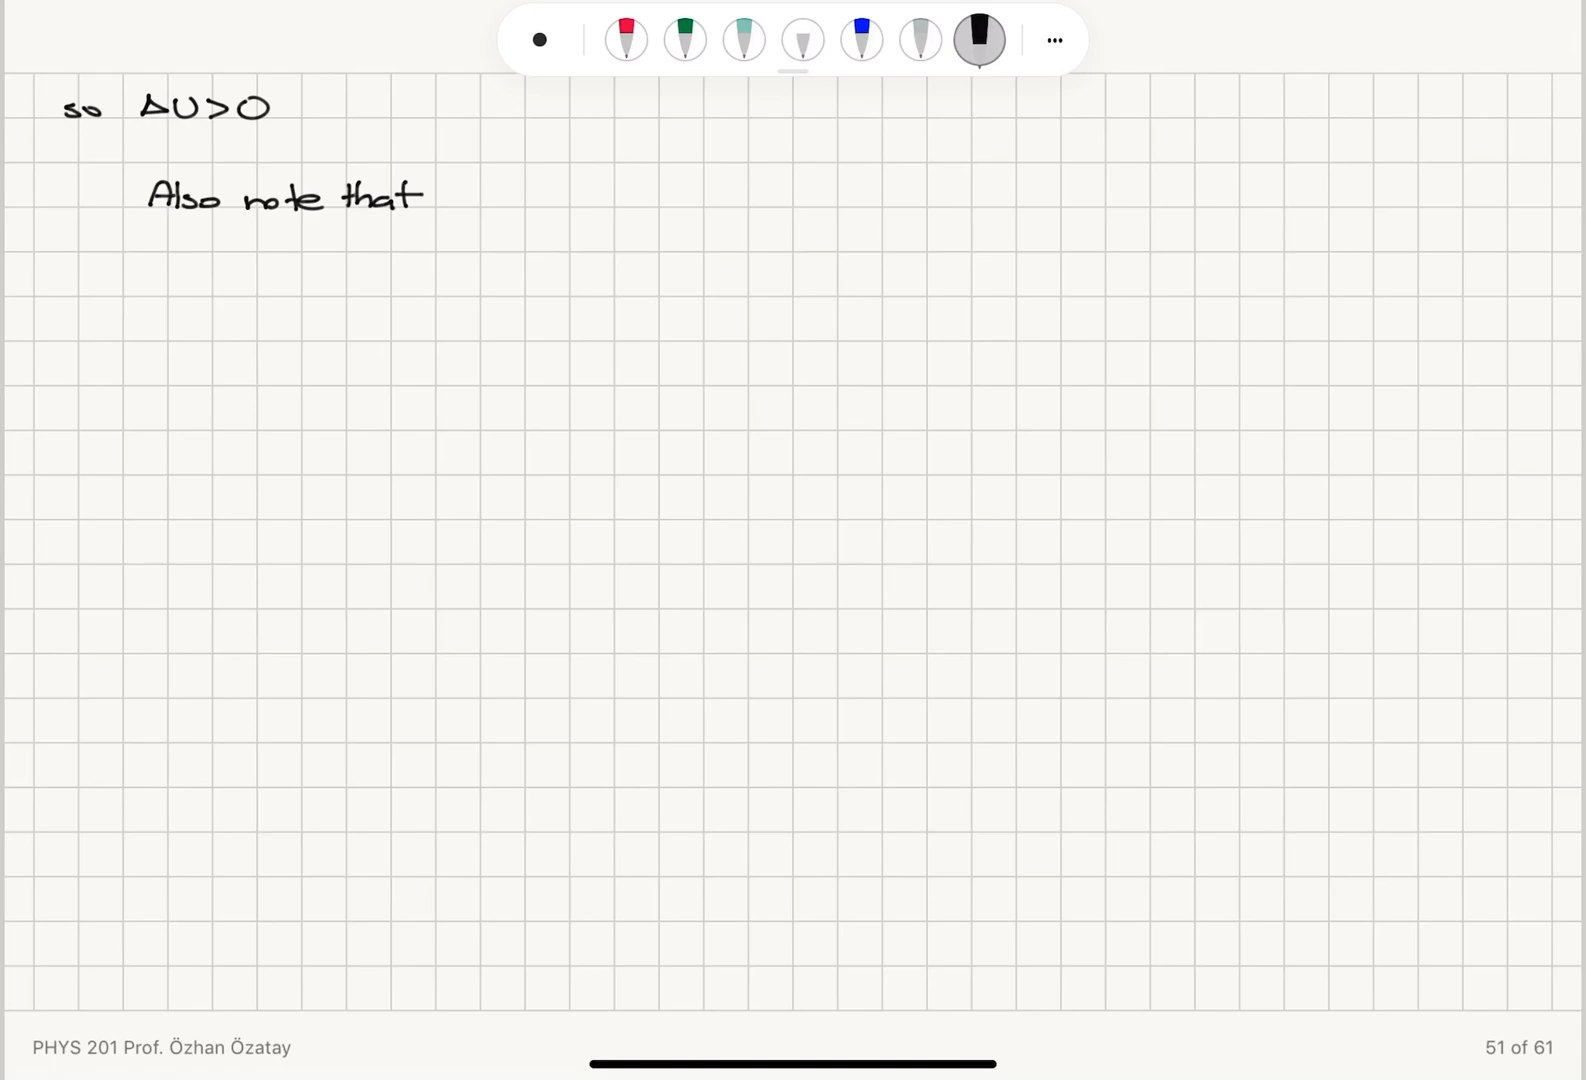 so ΔU>0
Also note that
PHYS 201 Prof. Özhan Özatay
51 of 61